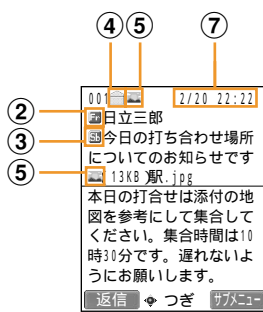 ④ ⑤ ⑦
001 2/20 22:22
② Fm 日立三郎
③ Sb 今日の打ち合わせ場所
についてのお知らせです
⑤ ( 13KB )駅.jpg
本日の打合せは添付の地
図を参考にして集合して
ください。集合時間は10
時30分です。遅れないよ
うにお願いします。
返信 つぎ サブメニュー